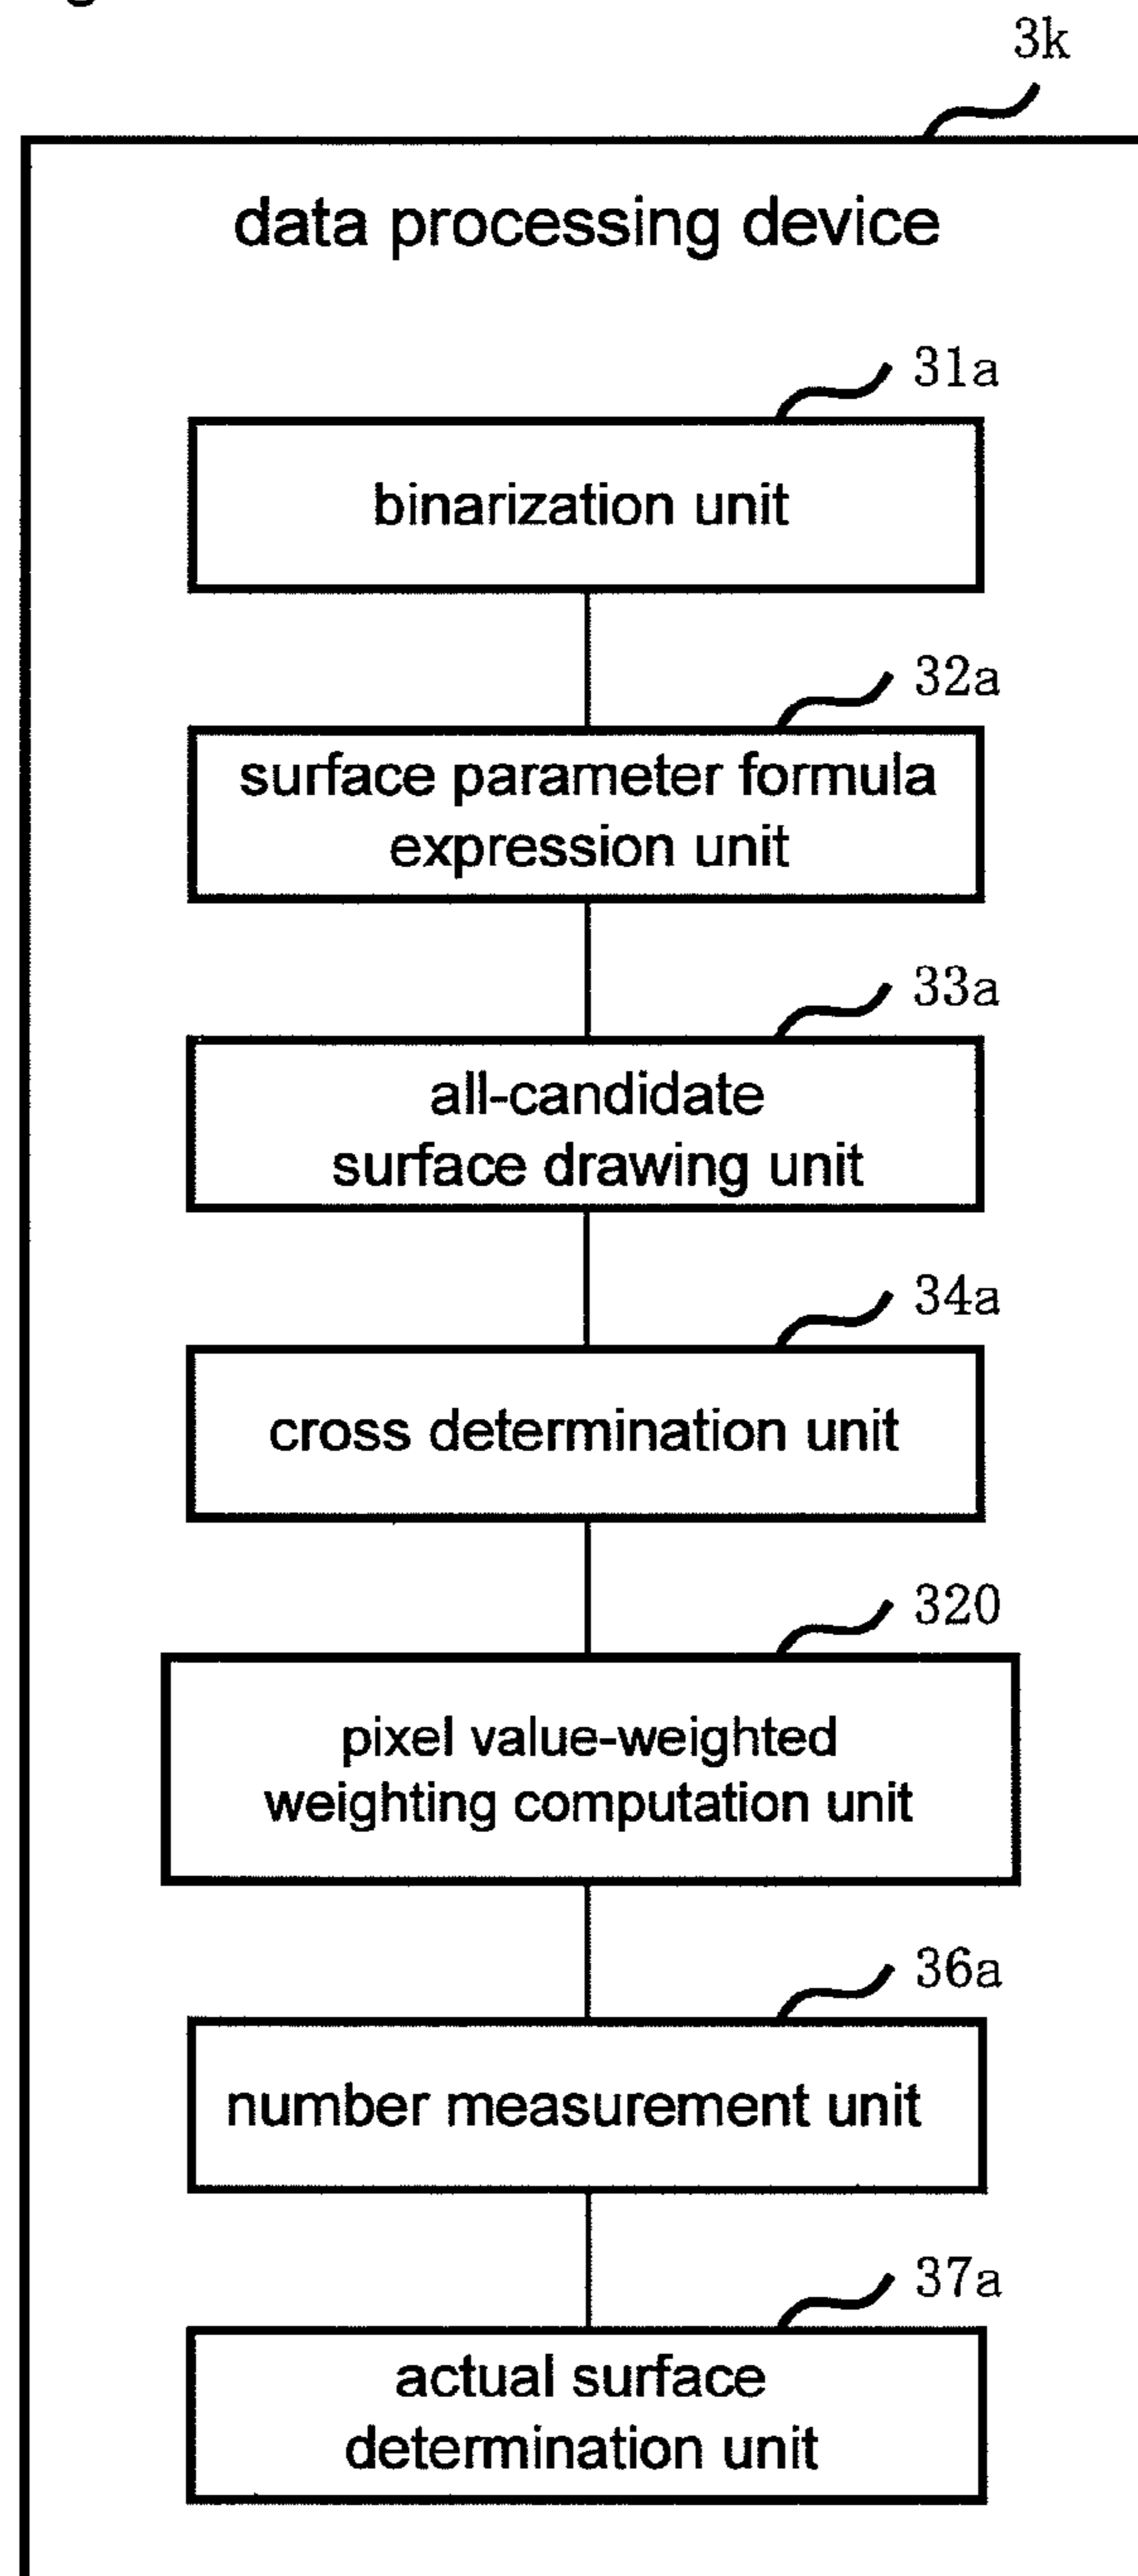 3k
data processing device
31a
binarization unit
32a
surface parameter formula
expression unit
33a
all-candidate
surface drawing unit
34a
cross determination unit
320
pixel value-weighted
weighting computation unit
36a
number measurement unit
37a
actual surface
determination unit